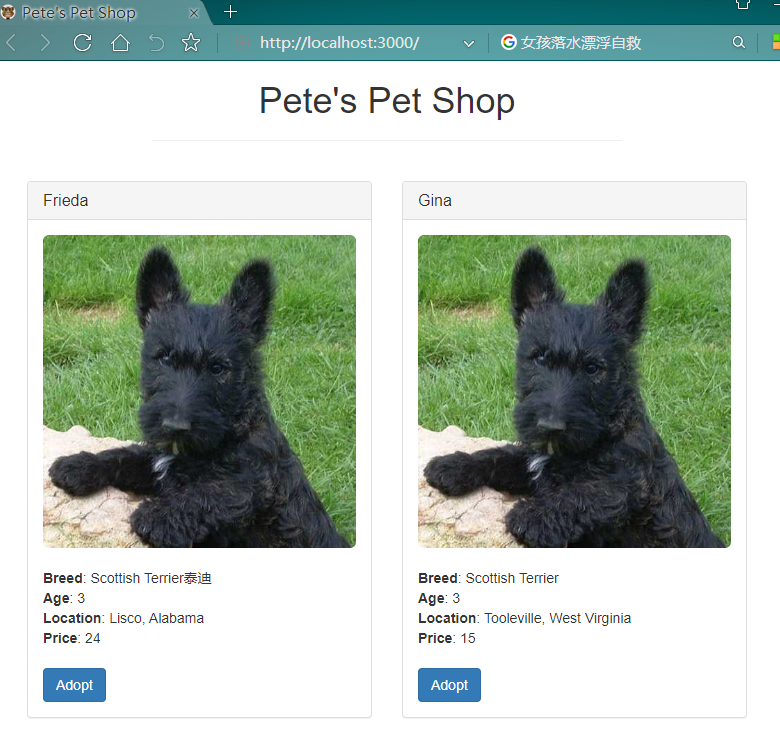 Pete's Pet Shop
http://localhost:3000/
女孩落水漂浮自救
Pete's Pet Shop
Frieda
Gina
Breed: Scottish Terrier泰迪
Age: 3
Location: Lisco, Alabama
Price: 24
Adopt
Breed: Scottish Terrier
Age: 3
Location: Tooleville, West Virginia
Price: 15
Adopt